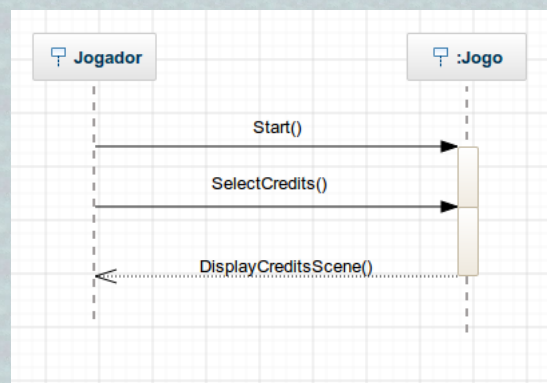 Jogador
:Jogo
Start()
SelectCredits()
DisplayCreditsScene()